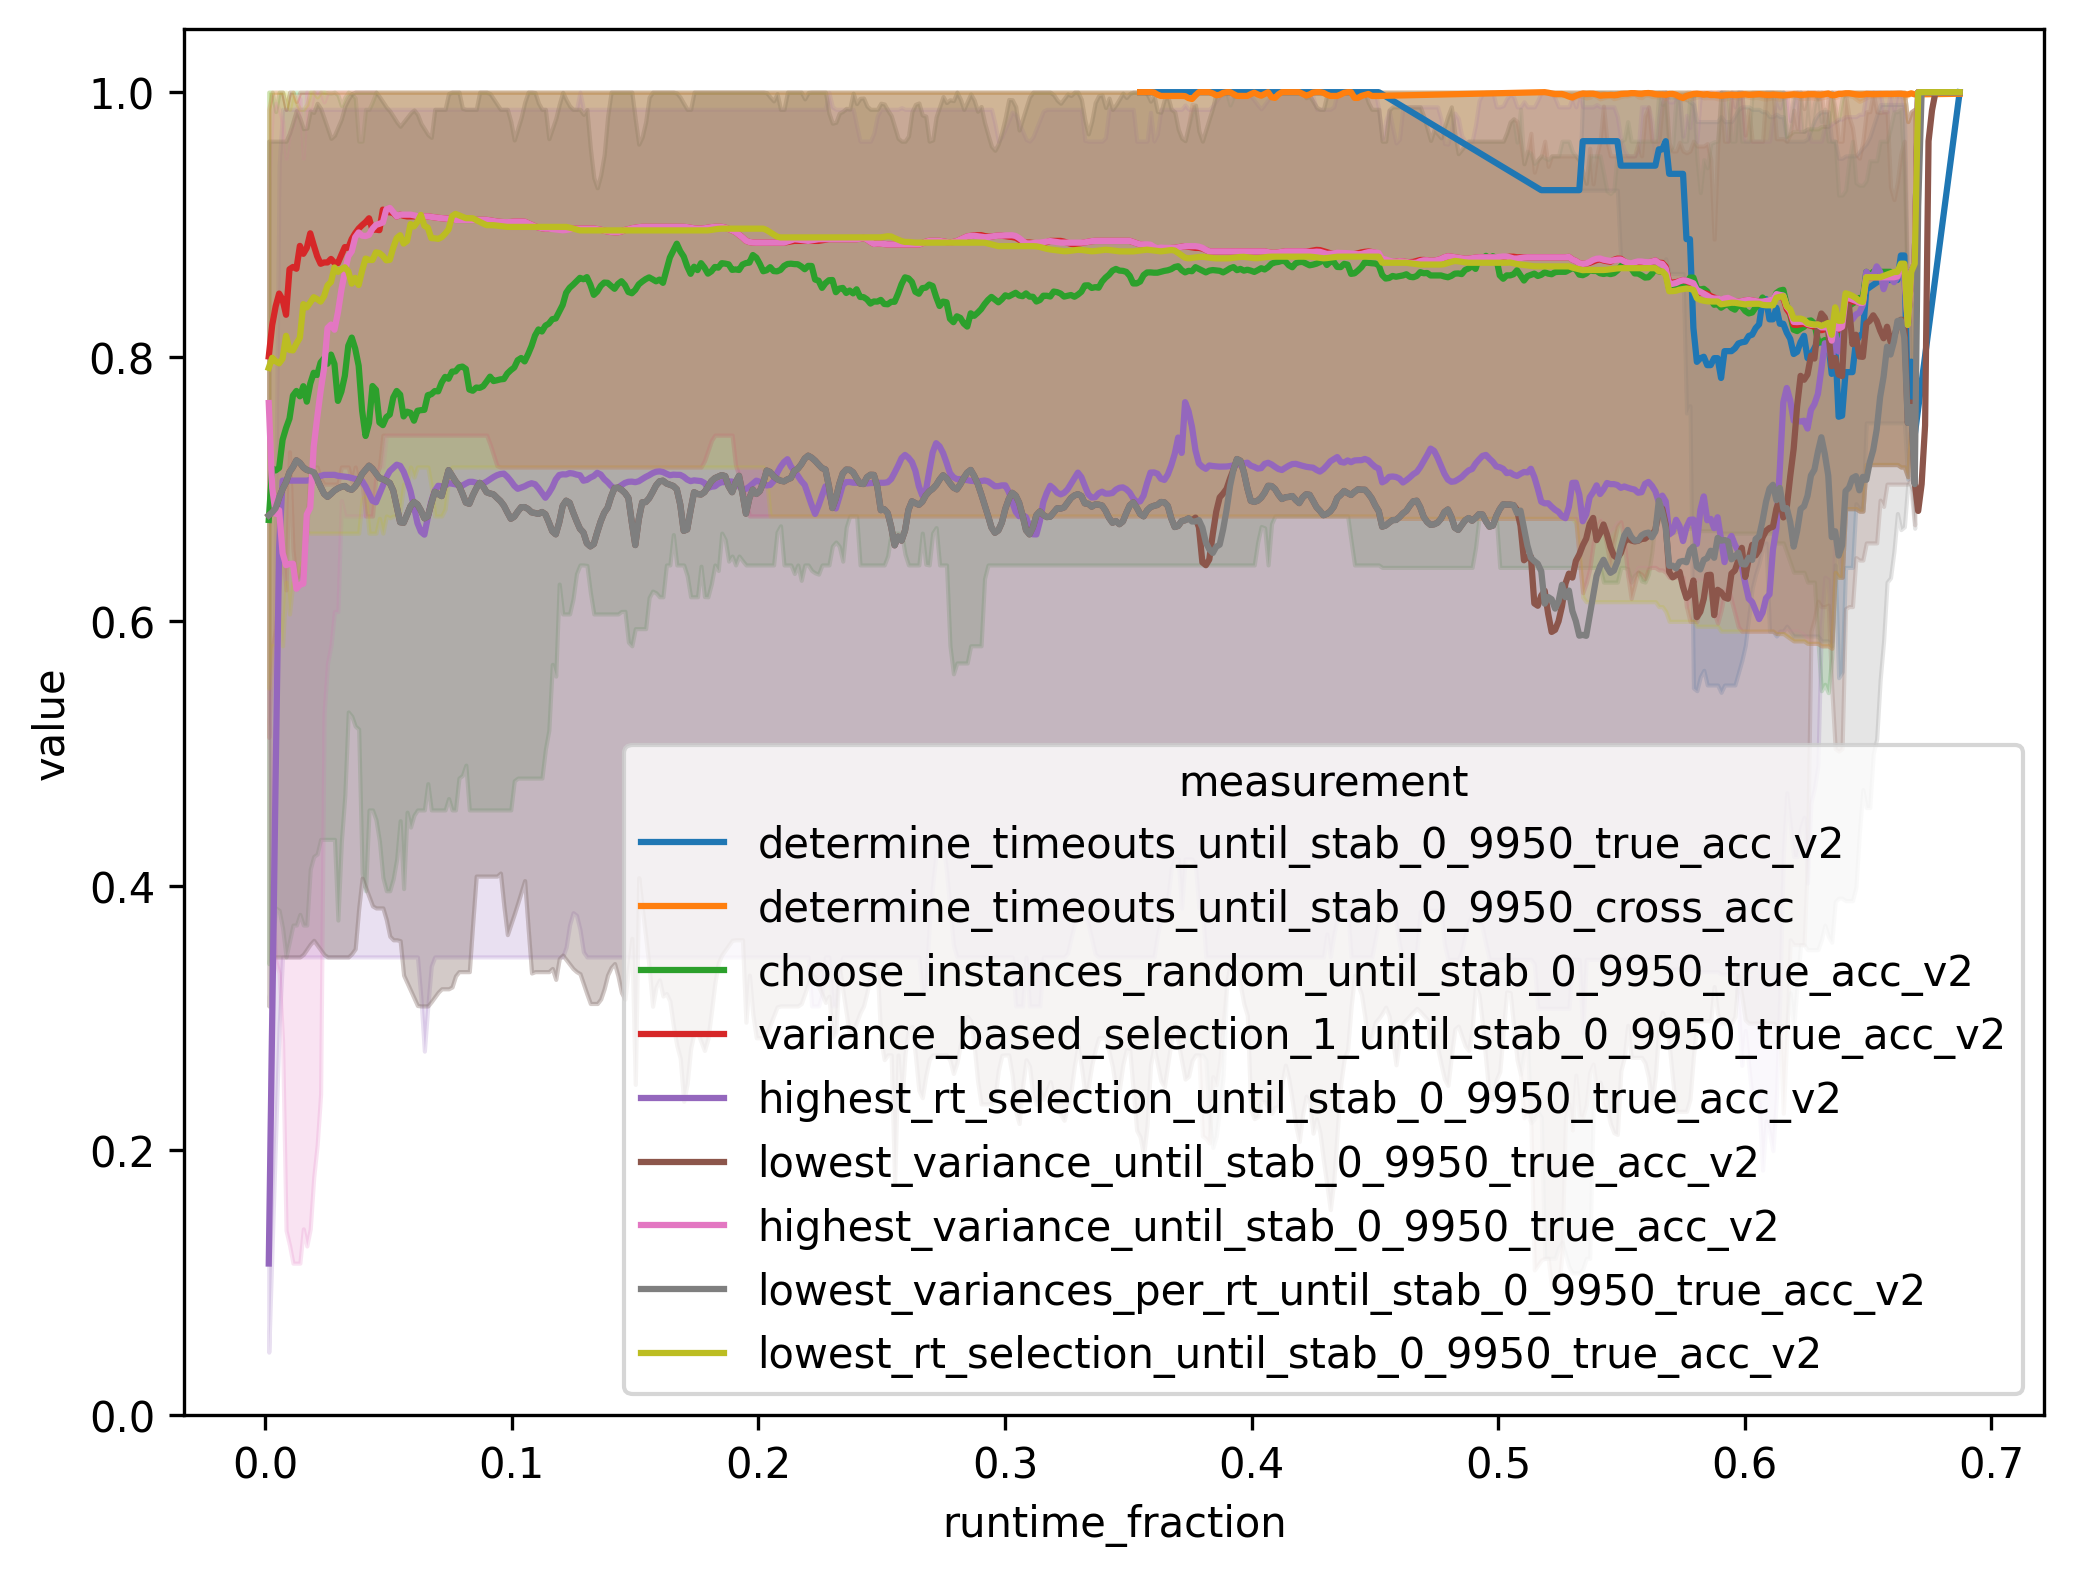 1.0
0.8
0.6
0.4
0.2
0.0
value
measurement
determine_timeouts_until_stab_0_9950_true_acc_v2
determine_timeouts_until_stab_0_9950_cross_acc
choose_instances_random_until_stab_0_9950_true_acc_v2
variance_based_selection_1_until_stab_0_9950_true_acc_v2
highest_rt_selection_until_stab_0_9950_true_acc_v2
lowest_variance_until_stab_0_9950_true_acc_v2
highest_variance_until_stab_0_9950_true_acc_v2
lowest_variances_per_rt_until_stab_0_9950_true_acc_v2
lowest_rt_selection_until_stab_0_9950_true_acc_v2
0.0 0.1 0.2 0.3 0.4 0.5 0.6 0.7
runtime_fraction